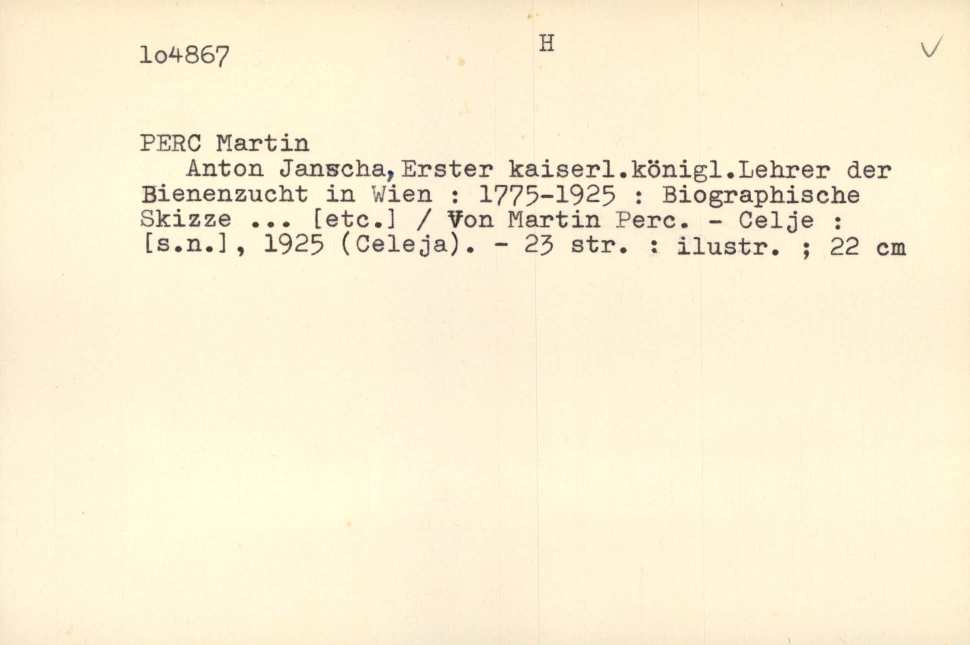 lo4867
H
PERC Martin
Anton Janscha, Erster kaiserl.königl.Lehrer der
Bienenzucht in Wien : 1775-1925 : Biographische
Skizze ... [etc.] / Von Martin Perc. - Celje :
[s.n.], 1925 (Celeja). - 23 str. : ilustr. ; 22 cm